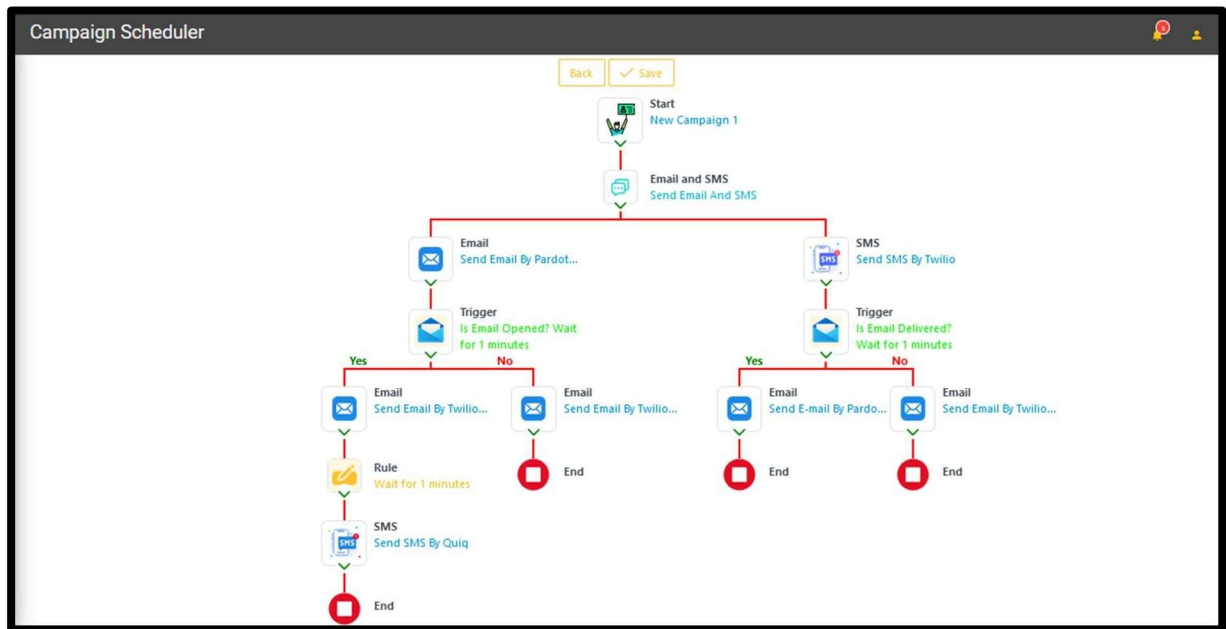 Campaign Scheduler
Back
Save
Start
New Campaign 1
Email and SMS
Send Email And SMS
Email
Send Email By Pardot...
SMS
Send SMS By Twilio
Trigger
Is Email Opened? Wait
for 1 minutes
Trigger
Is Email Delivered?
Wait for 1 minutes
Yes
No
Yes
No
Email
Send Email By Twilio...
Email
Send Email By Twilio...
Email
Send E-mail By Pardo...
Email
Send Email By Twilio...
Rule
Wait for 1 minutes
End
End
End
SMS
Send SMS By Quiq
End